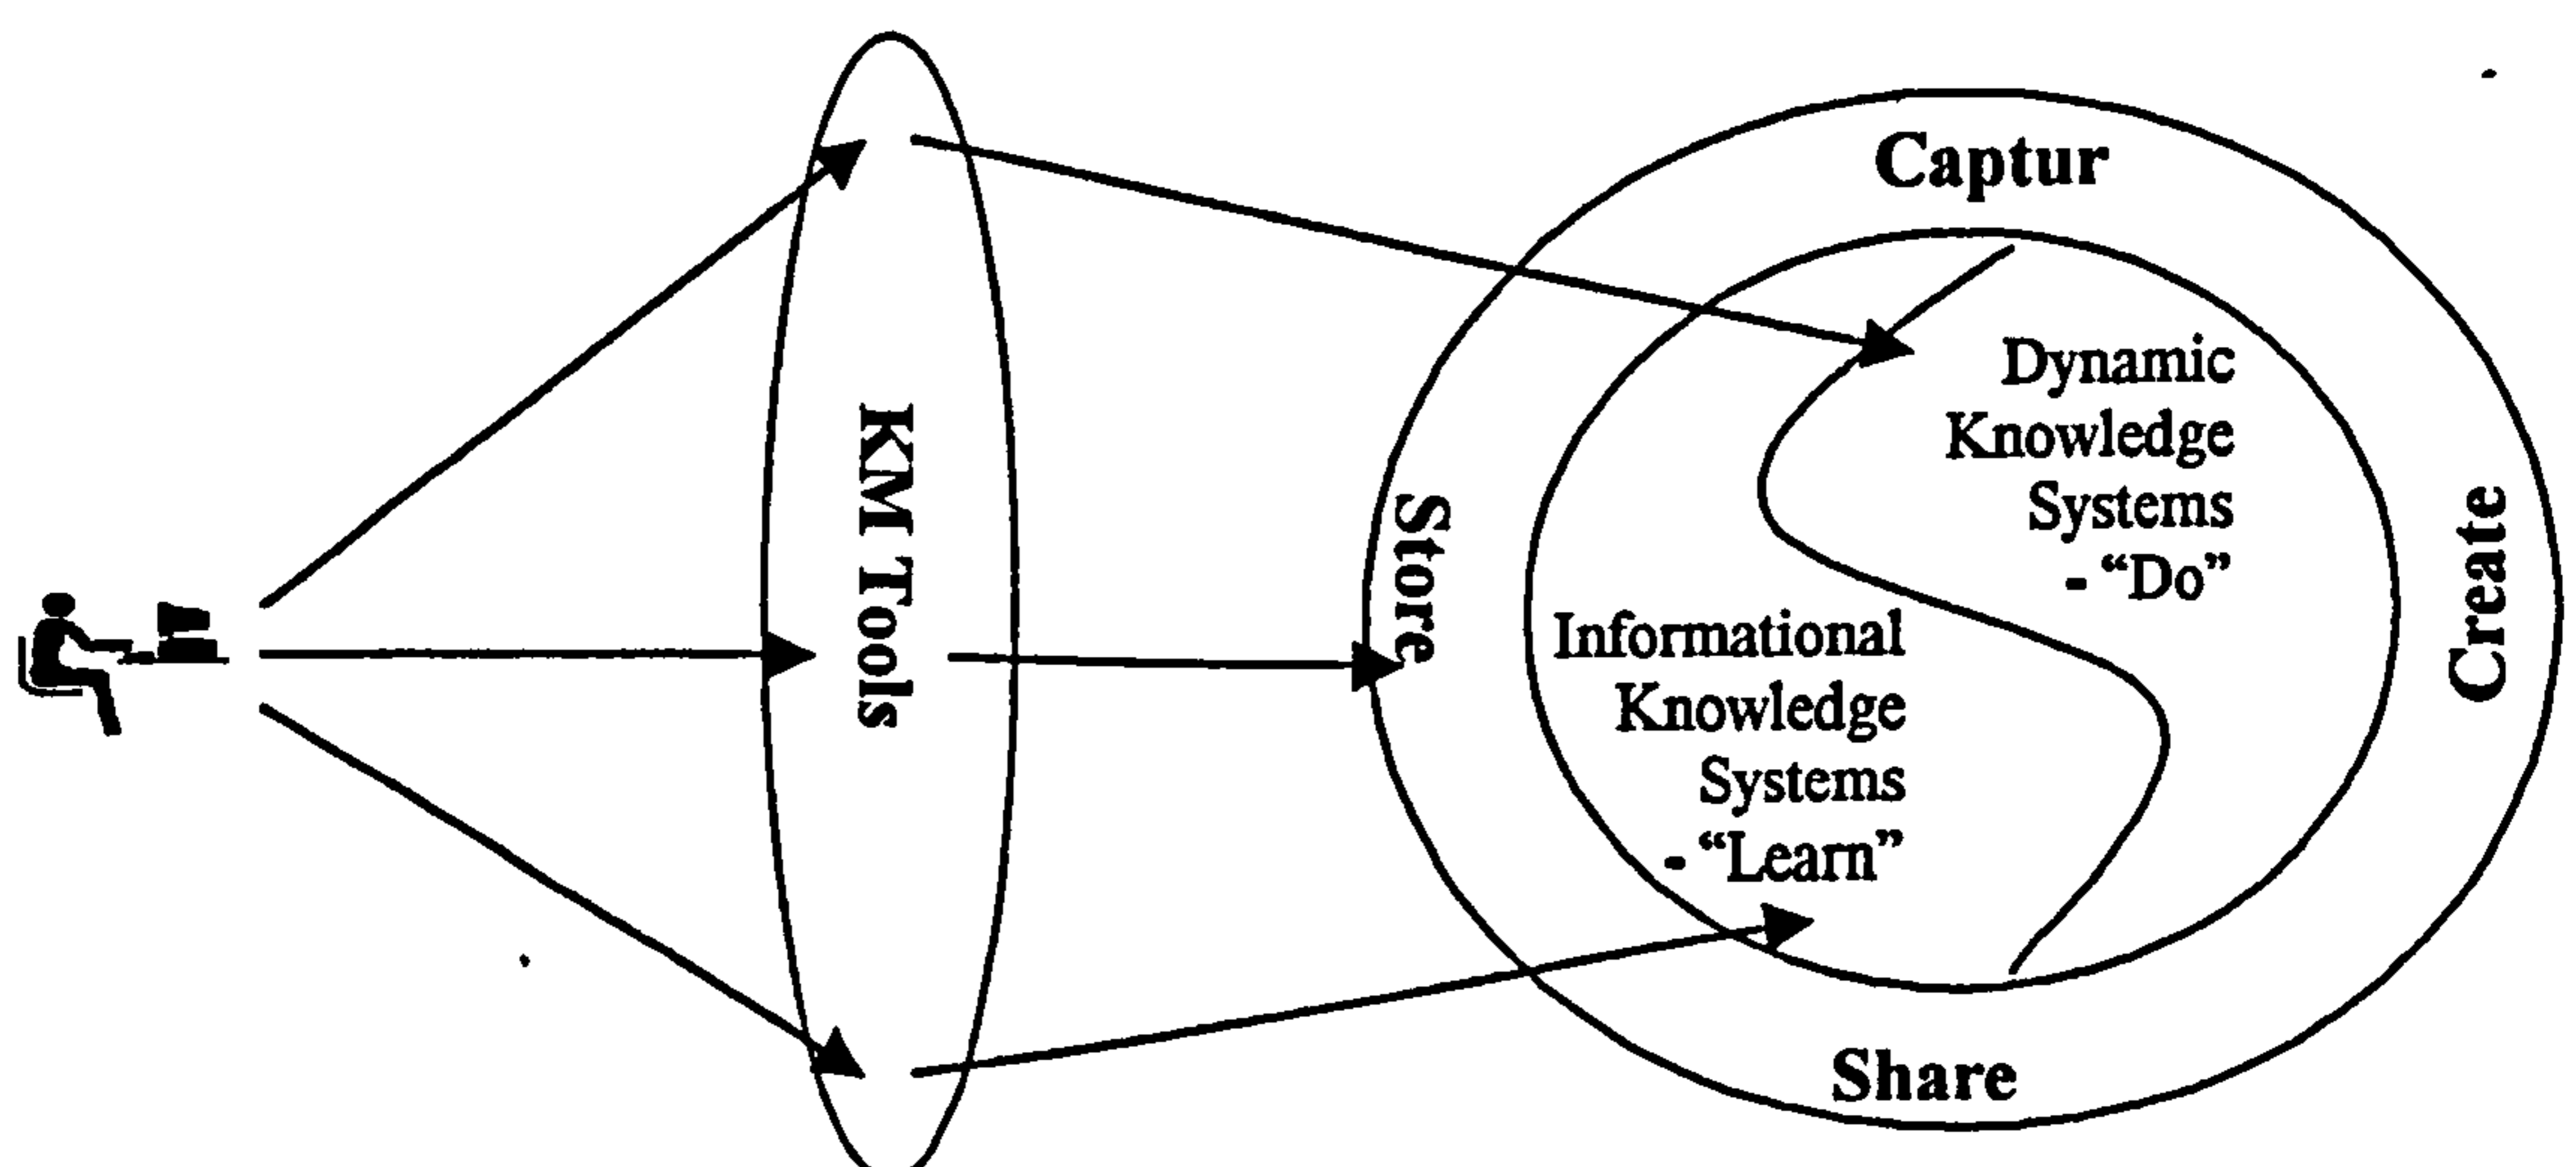 KM Tools
Captur
Store
Dynamic
Knowledge
Systems
- “Do”
Create
Informational
Knowledge
Systems
- “Learn”
Share